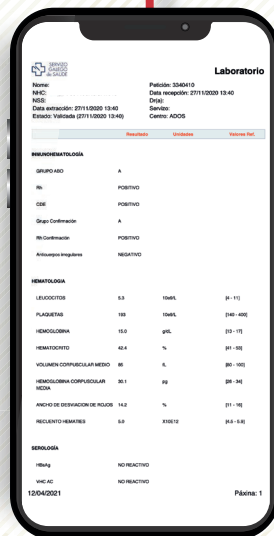 SERVIZO
GALEGO
de SAÚDE
Laboratorio
Nome:
Petición: 3340410
NHC:
Data recepción: 27/11/2020 13:40
NSS:
Dr(a):
Data extracción: 27/11/2020 13:40
Servizo:
Estado: Validada (27/11/2020 13:40)
Centro: ADOS
Resultado Unidades Valores Ref.
INMUNOHEMATOLOGÍA
GRUPO ABO A
Rh POSITIVO
CDE POSITIVO
Grupo Confirmación A
Rh Confirmación POSITIVO
Anticuerpos irregulares NEGATIVO
HEMATOLOGIA
LEUCOCITOS 5.5 10e9/L [4 - 11]
PLAQUETAS 193 10e9/L [140 - 400]
HEMOGLOBINA 15.0 g/dL [13 - 17]
HEMATOCRITO 42.4 % [41 - 53]
VOLUMEN CORPUSCULAR MEDIO 85 fL [80 - 100]
HEMOGLOBINA CORPUSCULAR 30.1 pg [26 - 34]
MEDIA
ANCHO DE DESVIACION DE ROJOS 14.2 % [11 - 16]
RECUENTO HEMATIES 5.0 X10E12 [4.5 - 5.9]
SEROLOGÍA
HBsAg NO REACTIVO
VHC AC NO REACTIVO
12/04/2021 Páxina: 1